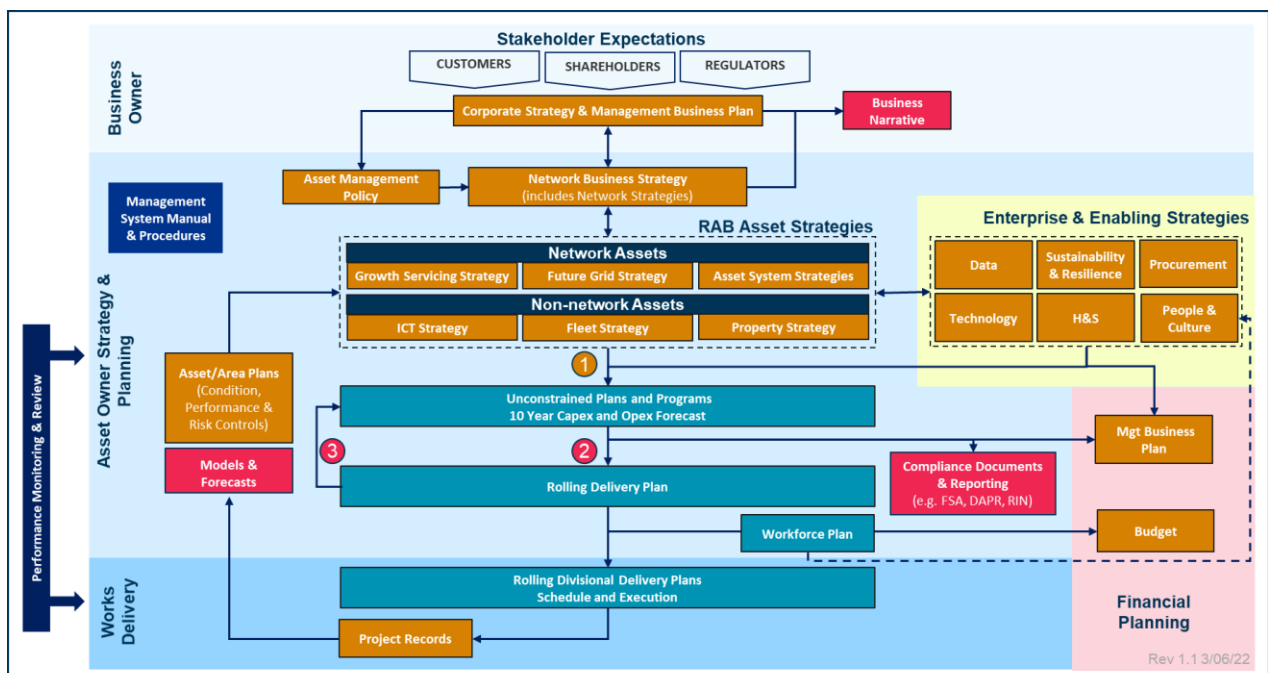 Stakeholder Expectations
CUSTOMERS
SHAREHOLDERS
REGULATORS
Business
Owner
Corporate Strategy & Management Business Plan
Business
Narrative
Asset Management
Policy
Network Business Strategy
(includes Network Strategies)
Management
System Manual
& Procedures
RAB Asset Strategies
Enterprise & Enabling Strategies
Network Assets
Growth Servicing Strategy
Future Grid Strategy
Asset System Strategies
Non-network Assets
ICT Strategy
Fleet Strategy
Property Strategy
Data
Sustainability
& Resilience
Procurement
Technology
H&S
People &
Culture
Performance Monitoring & Review
Asset Owner Strategy &
Planning
Asset/Area Plans
(Condition,
Performance &
Risk Controls)
Models &
Forecasts
1
Unconstrained Plans and Programs
10 Year Capex and Opex Forecast
3
2
Rolling Delivery Plan
Compliance Documents
& Reporting
(e.g. FSA, DAPR, RIN)
Mgt Business
Plan
Workforce Plan
Budget
Works
Delivery
Rolling Divisional Delivery Plans
Schedule and Execution
Project Records
Financial
Planning
Rev 1.1 3/06/22